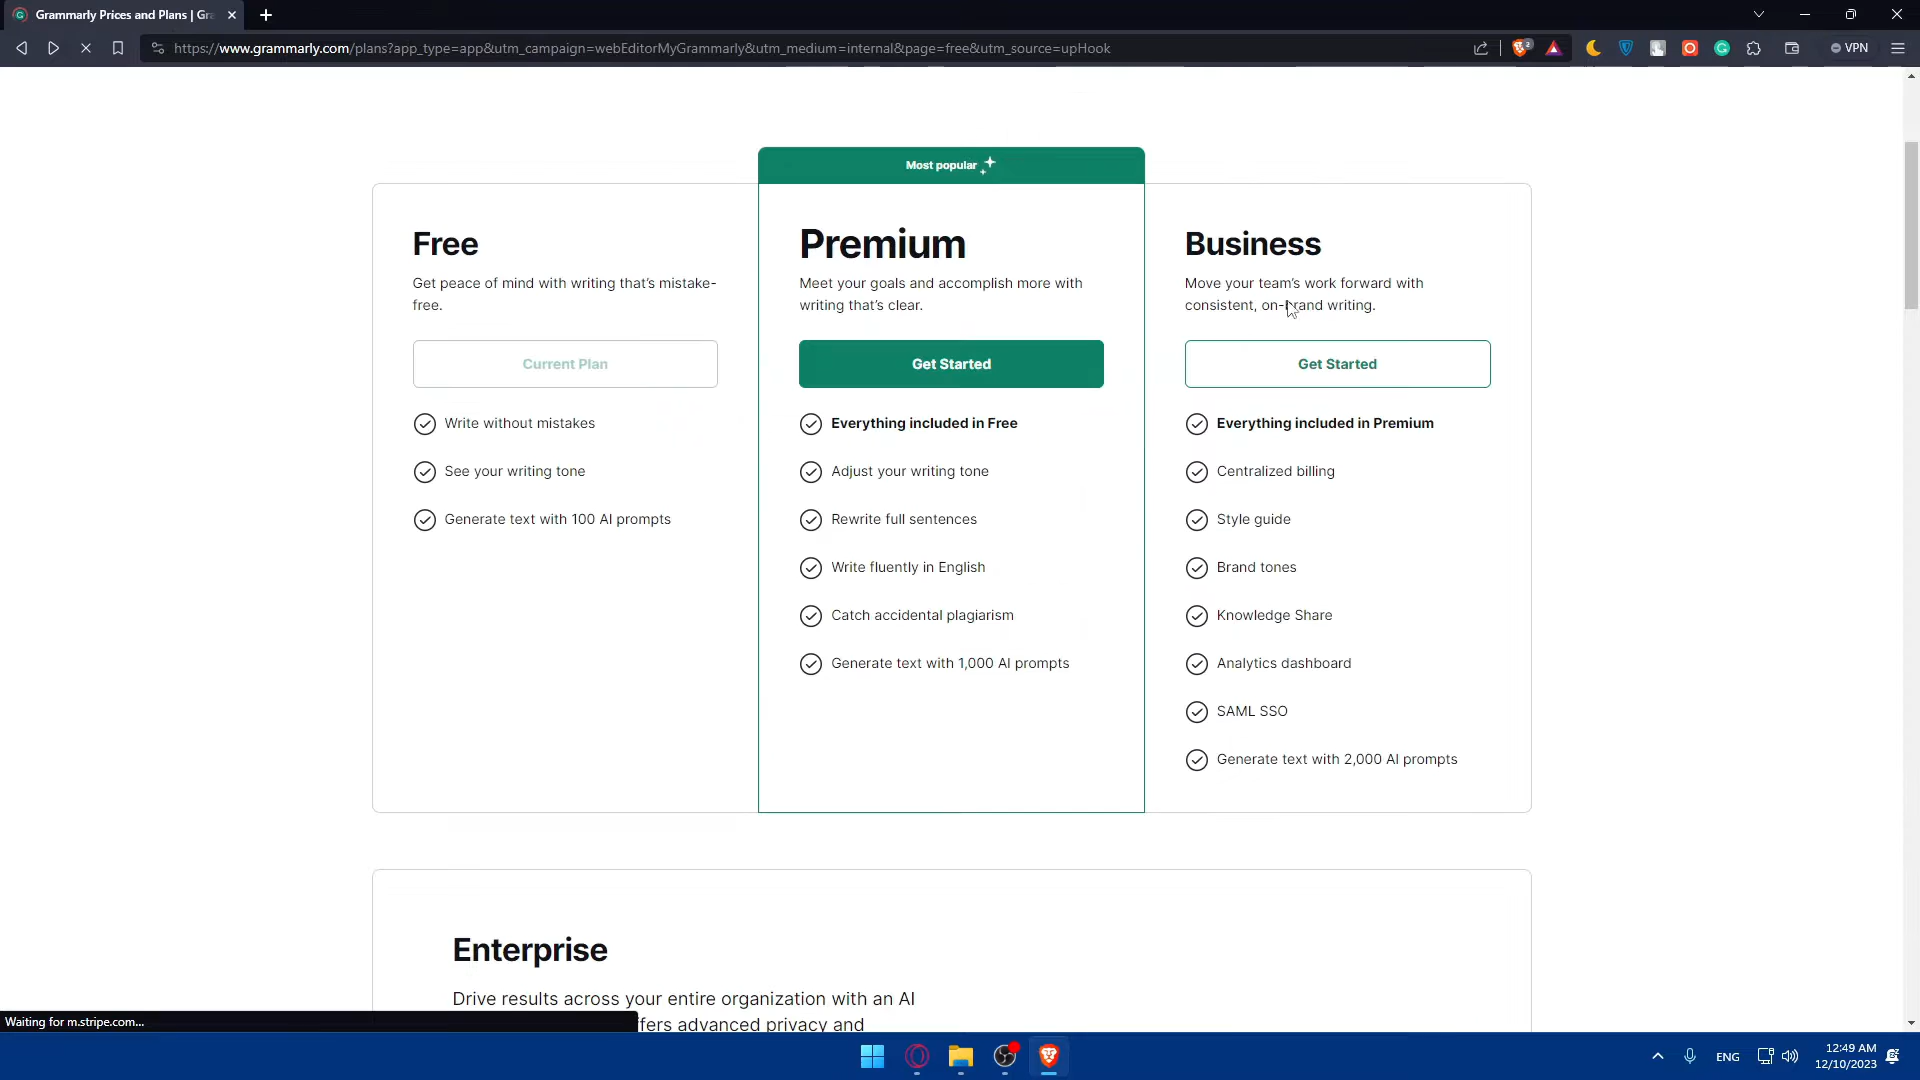 Grammarly Prices and Plans | Gra
https://www.grammarly.com/plans?app_type=app&utm_campaign=webEditorMyGrammarly&utm_medium=internal&page=free&utm_source=upHook
2
VPN
Most popular
Free
Get peace of mind with writing that's mistake-
free.
Current Plan
Write without mistakes
See your writing tone
Generate text with 100 AI prompts
Premium
Meet your goals and accomplish more with
writing that's clear.
Get Started
Everything included in Free
Adjust your writing tone
Rewrite full sentences
Write fluently in English
Catch accidental plagiarism
Generate text with 1,000 AI prompts
Business
Move your team's work forward with
consistent, on-brand writing.
Get Started
Everything included in Premium
Centralized billing
Style guide
Brand tones
Knowledge Share
Analytics dashboard
SAML SSO
Generate text with 2,000 AI prompts
Enterprise
Drive results across your entire organization with an AI
ffers advanced privacy and
Waiting for m.stripe.com...
ENG
12:49 AM
12/10/2023